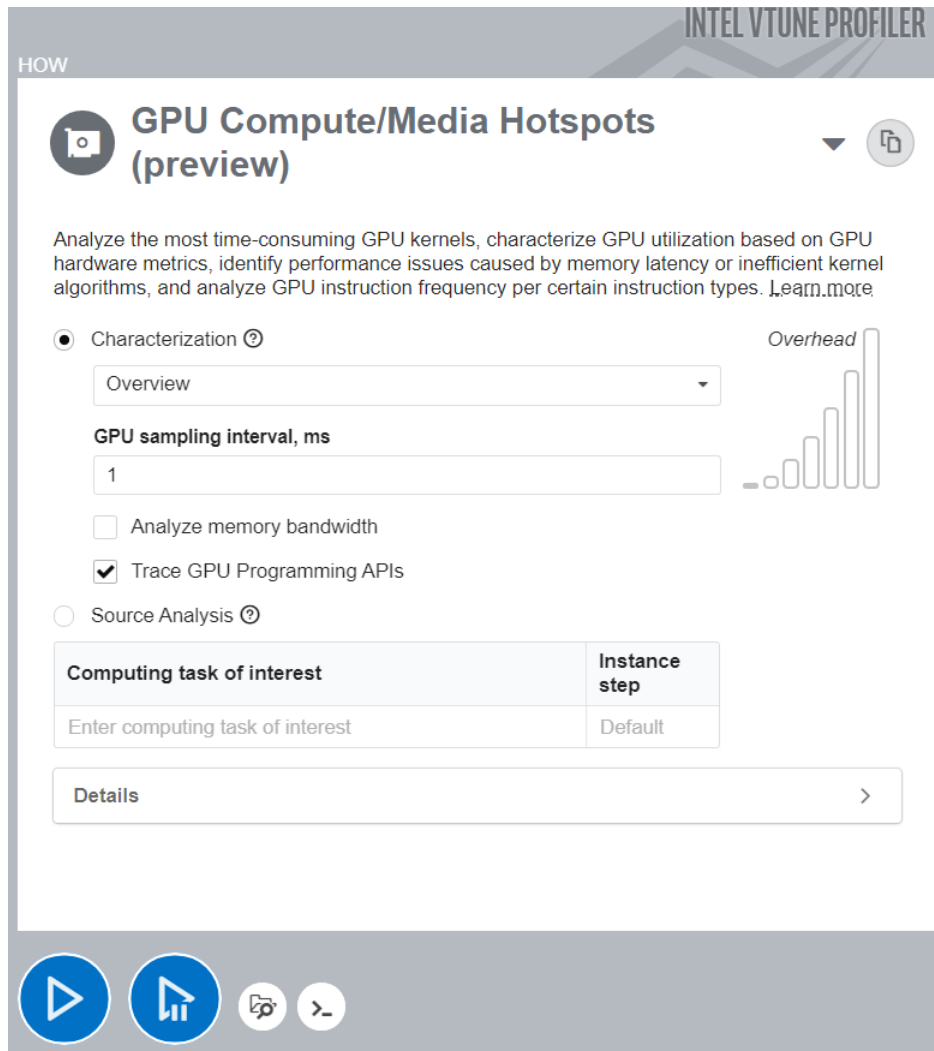 INTEL VTUNE PROFILER
HOW
GPU Compute/Media Hotspots
(preview)
Analyze the most time-consuming GPU kernels, characterize GPU utilization based on GPU
hardware metrics, identify performance issues caused by memory latency or inefficient kernel
algorithms, and analyze GPU instruction frequency per certain instruction types. Learn more
Characterization
Overhead
Overview
GPU sampling interval, ms
1
Analyze memory bandwidth
Trace GPU Programming APIs
Source Analysis
Computing task of interest
Instance
step
Enter computing task of interest
Default
Details